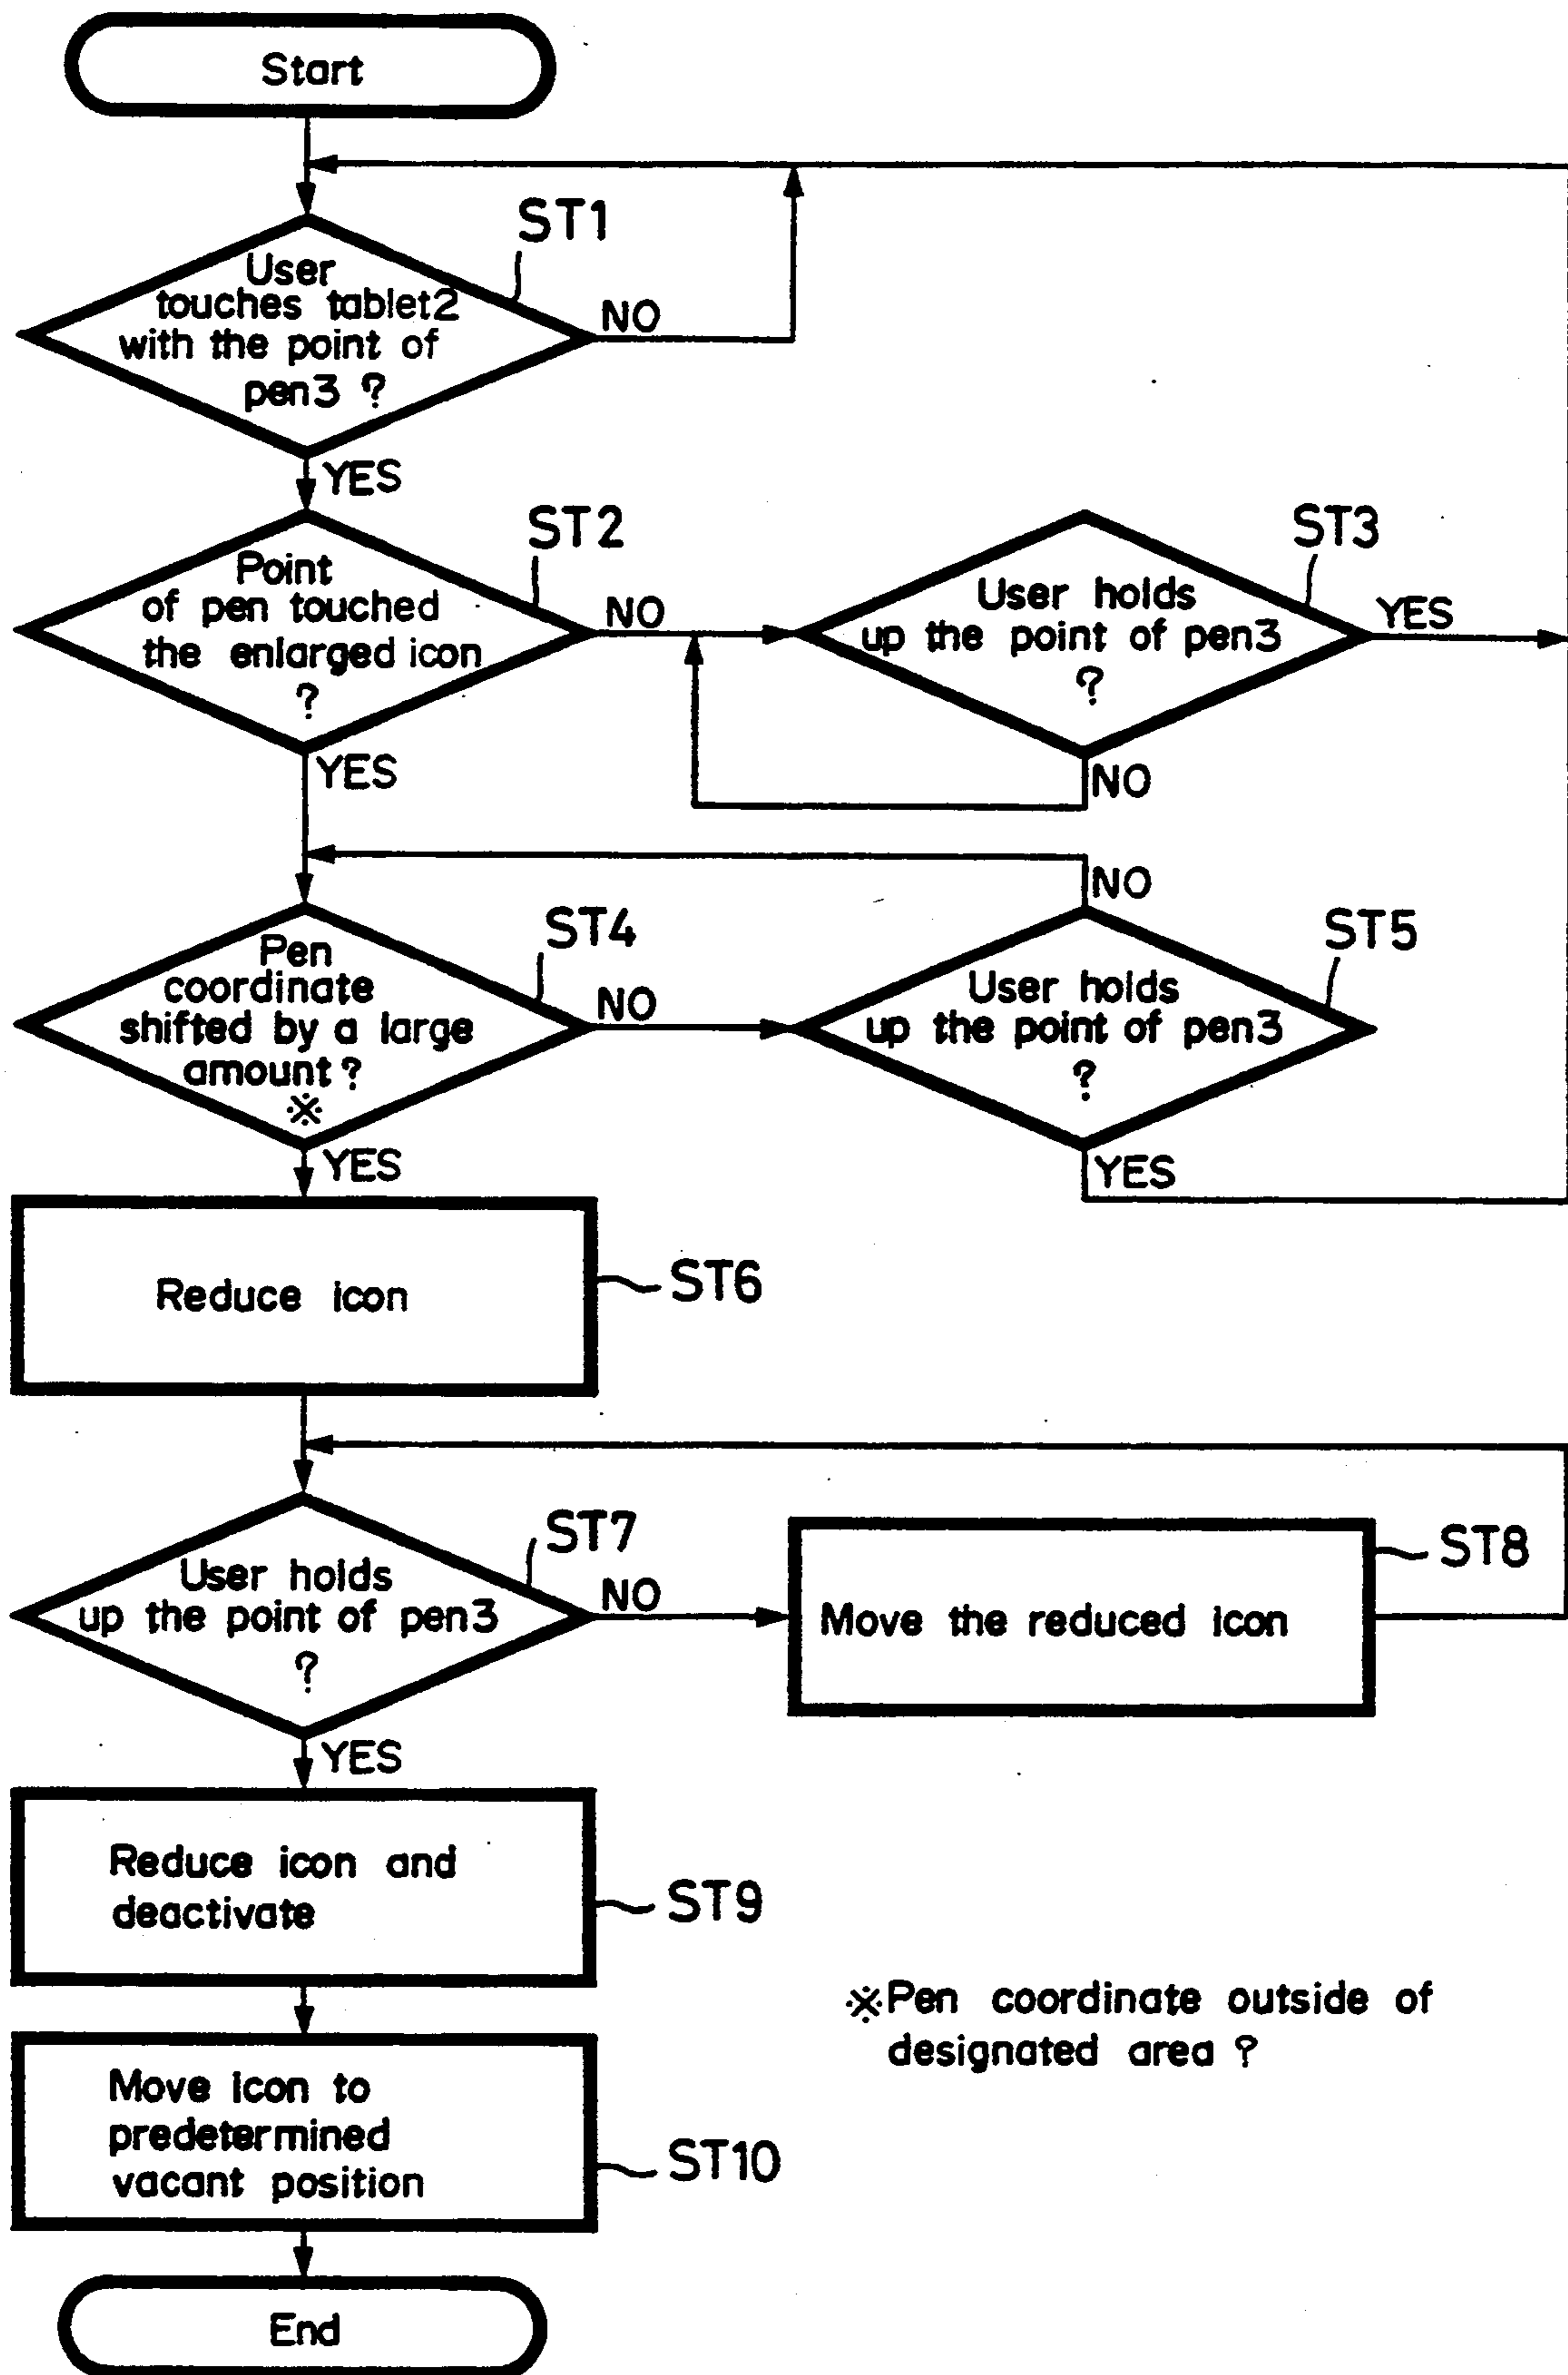 Start
ST1
User
touches tablet2
with the point of
pen3 ?
NO
YES
ST2
Point
of pen touched
the enlarged icon
?
NO
ST3
User holds
up the point of pen3
?
YES
YES
NO
NO
ST4
Pen
coordinate
shifted by a large
amount?
※
NO
ST5
User holds
up the point of pen3
?
YES
YES
Reduce icon
ST6
ST7
User holds
up the point of pen3
?
NO
Move the reduced icon
ST8
YES
Reduce icon and
deactivate
ST9
※Pen coordinate outside of
designated area ?
Move icon to
predetermined
vacant position
ST10
End